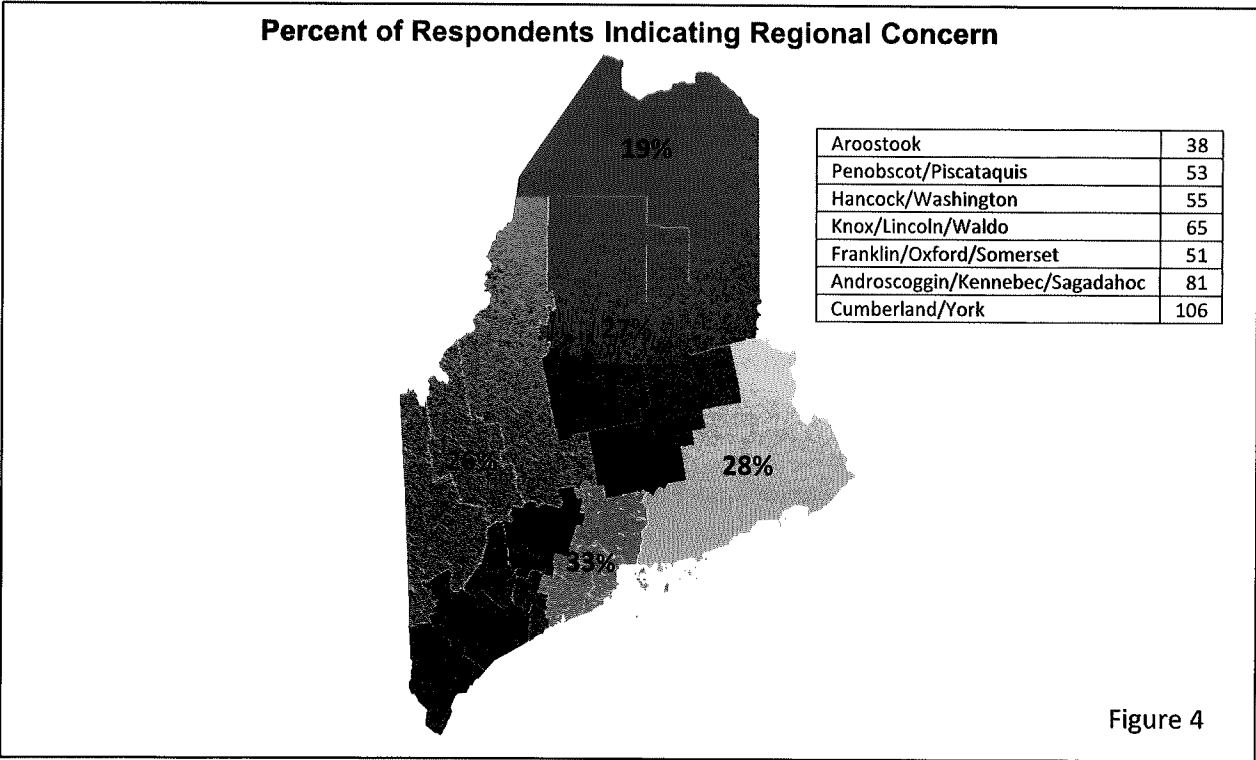 Percent of Respondents Indicating Regional Concern
19%
Aroostook 38
Penobscot/Piscataquis 53
Hancock/Washington 55
Knox/Lincoln/Waldo 65
Franklin/Oxford/Somerset 51
Androscoggin/Kennebec/Sagadahoc 81
Cumberland/York 106
27%
28%
33%
Figure 4